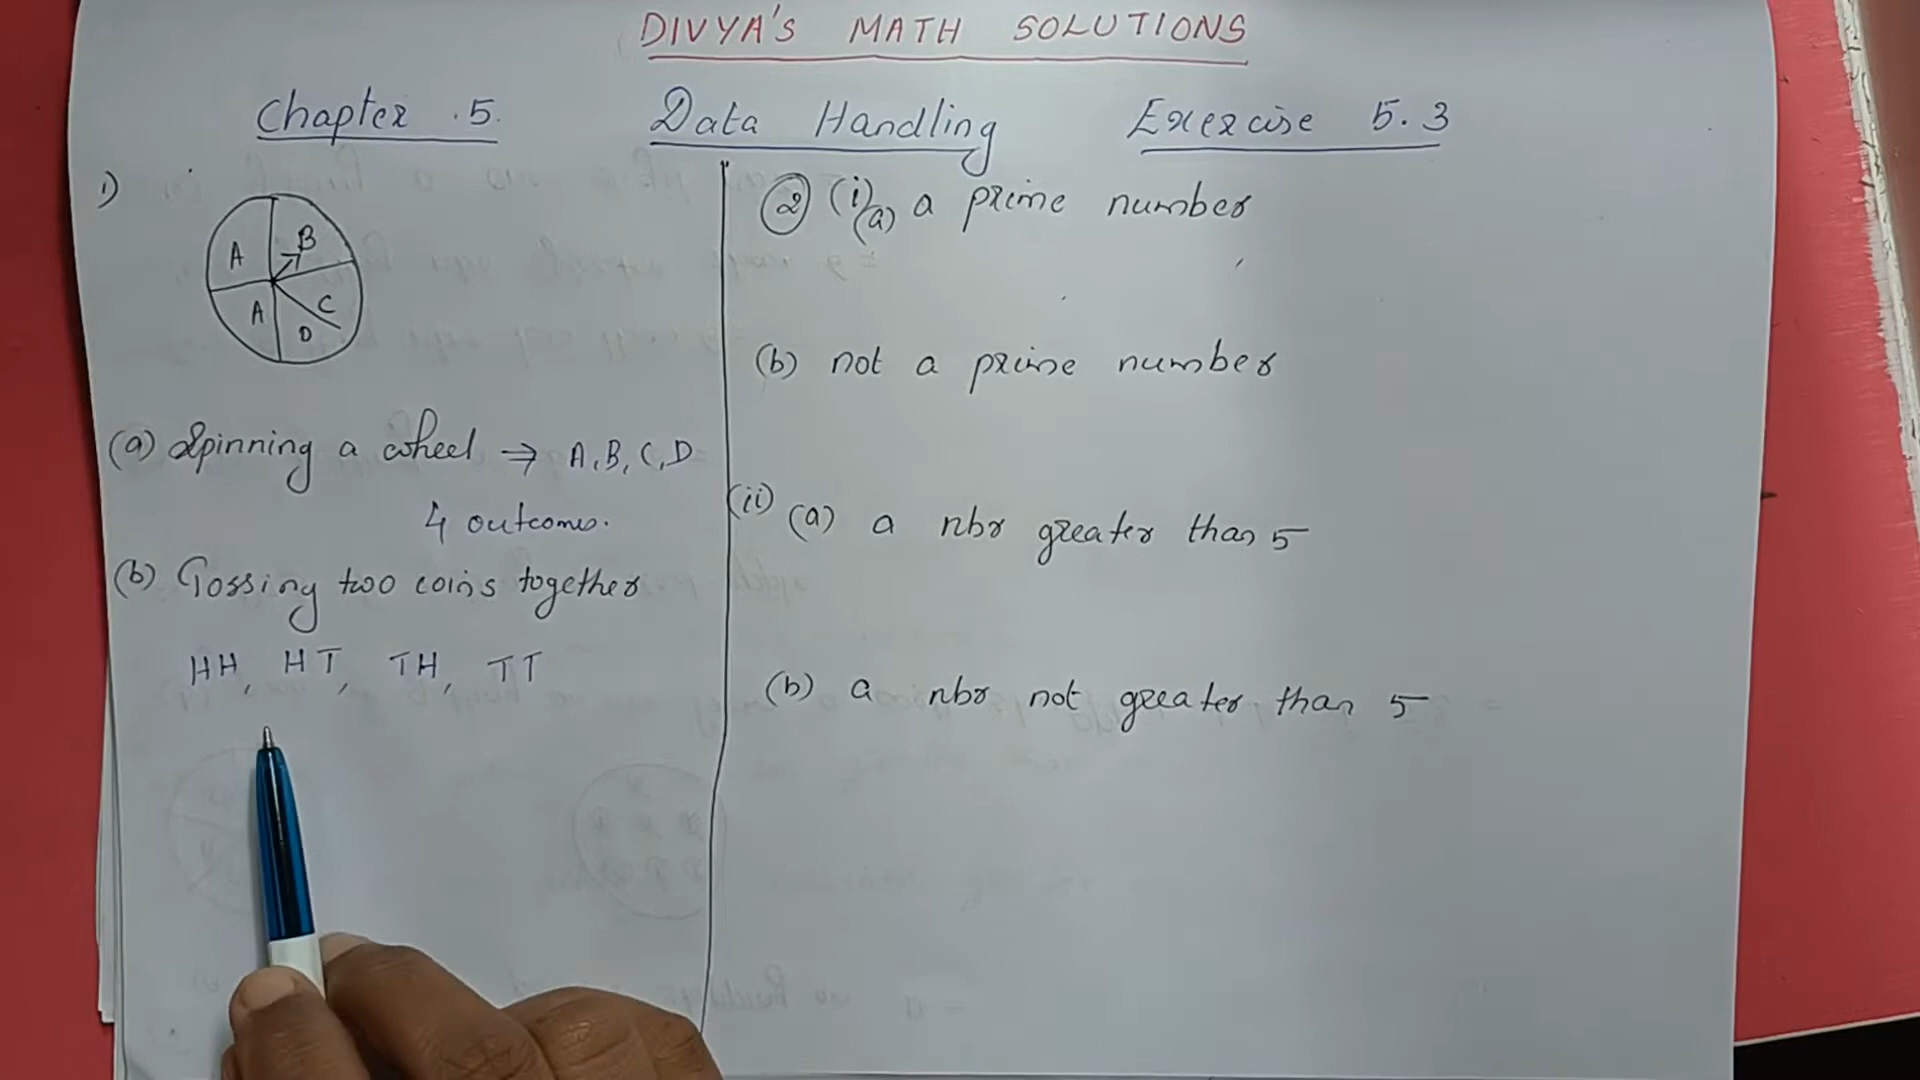 DIVYA'S MATH SOLUTIONS
Chapter .5. Data Handling Exercise 5.3
1)
A B
A C
D
(a) Spinning a wheel → A, B, C, D
4 outcomes.
(b) Tossing two coins together
HH, HT, TH, TT
② (i) (a) a prime number
(b) not a prime number
(ii) (a) a nbr greater than 5
(b) a nbr not greater than 5